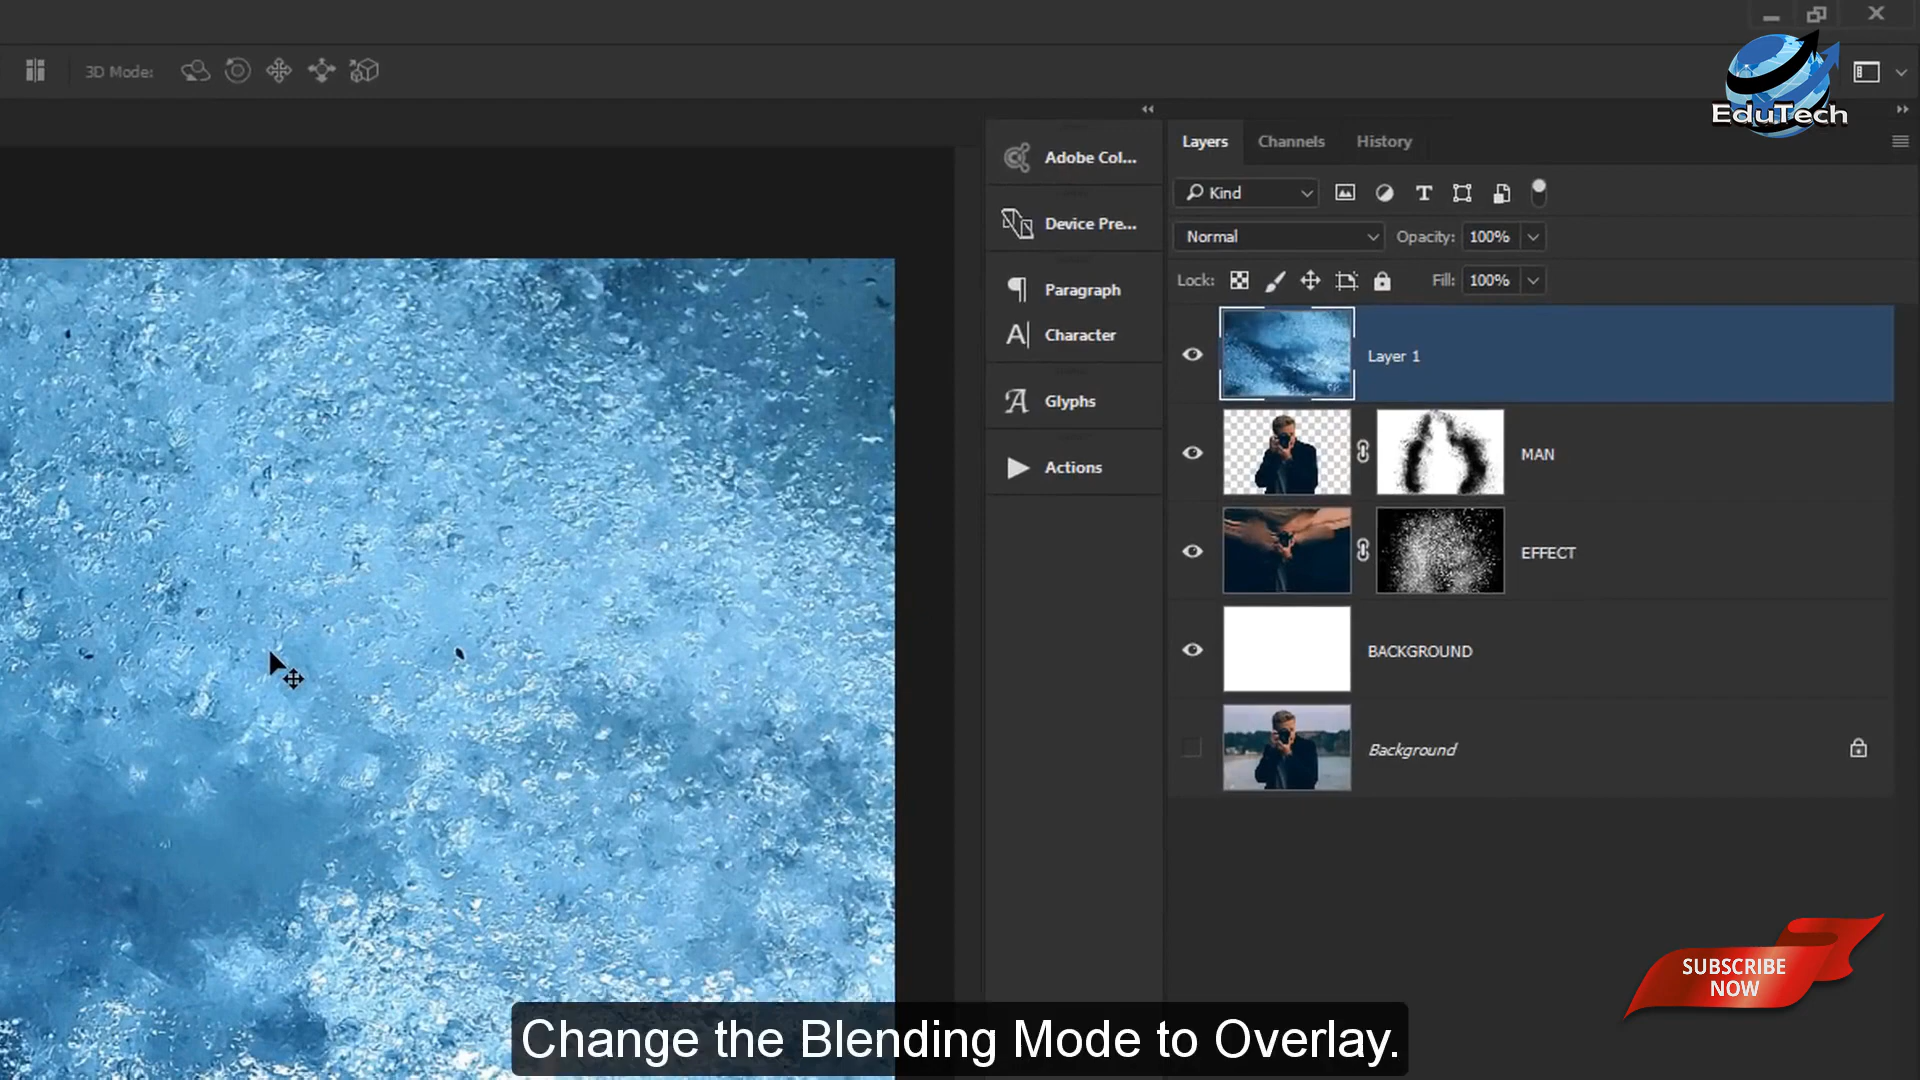 3D Mode:
EduTech
Adobe Col...
Device Pre...
Paragraph
Character
Glyphs
Actions
Layers
Channels
History
Kind
Normal
Opacity: 100%
Lock:
Fill: 100%
Layer 1
MAN
EFFECT
BACKGROUND
Background
SUBSCRIBE
NOW
Change the Blending Mode to Overlay.